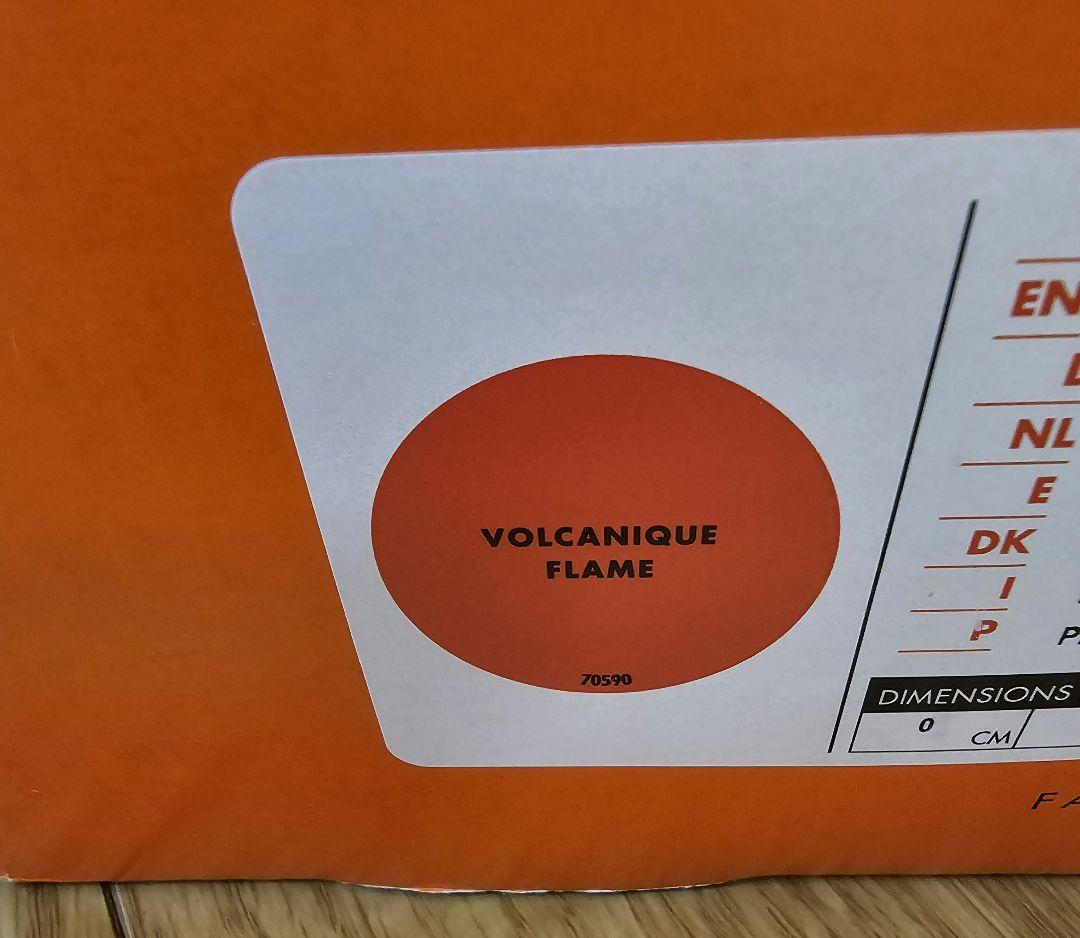 VOLCANIQUE
FLAME
70590
EN
NL
E
DK
I
P
DIMENSIONS
0
CM/